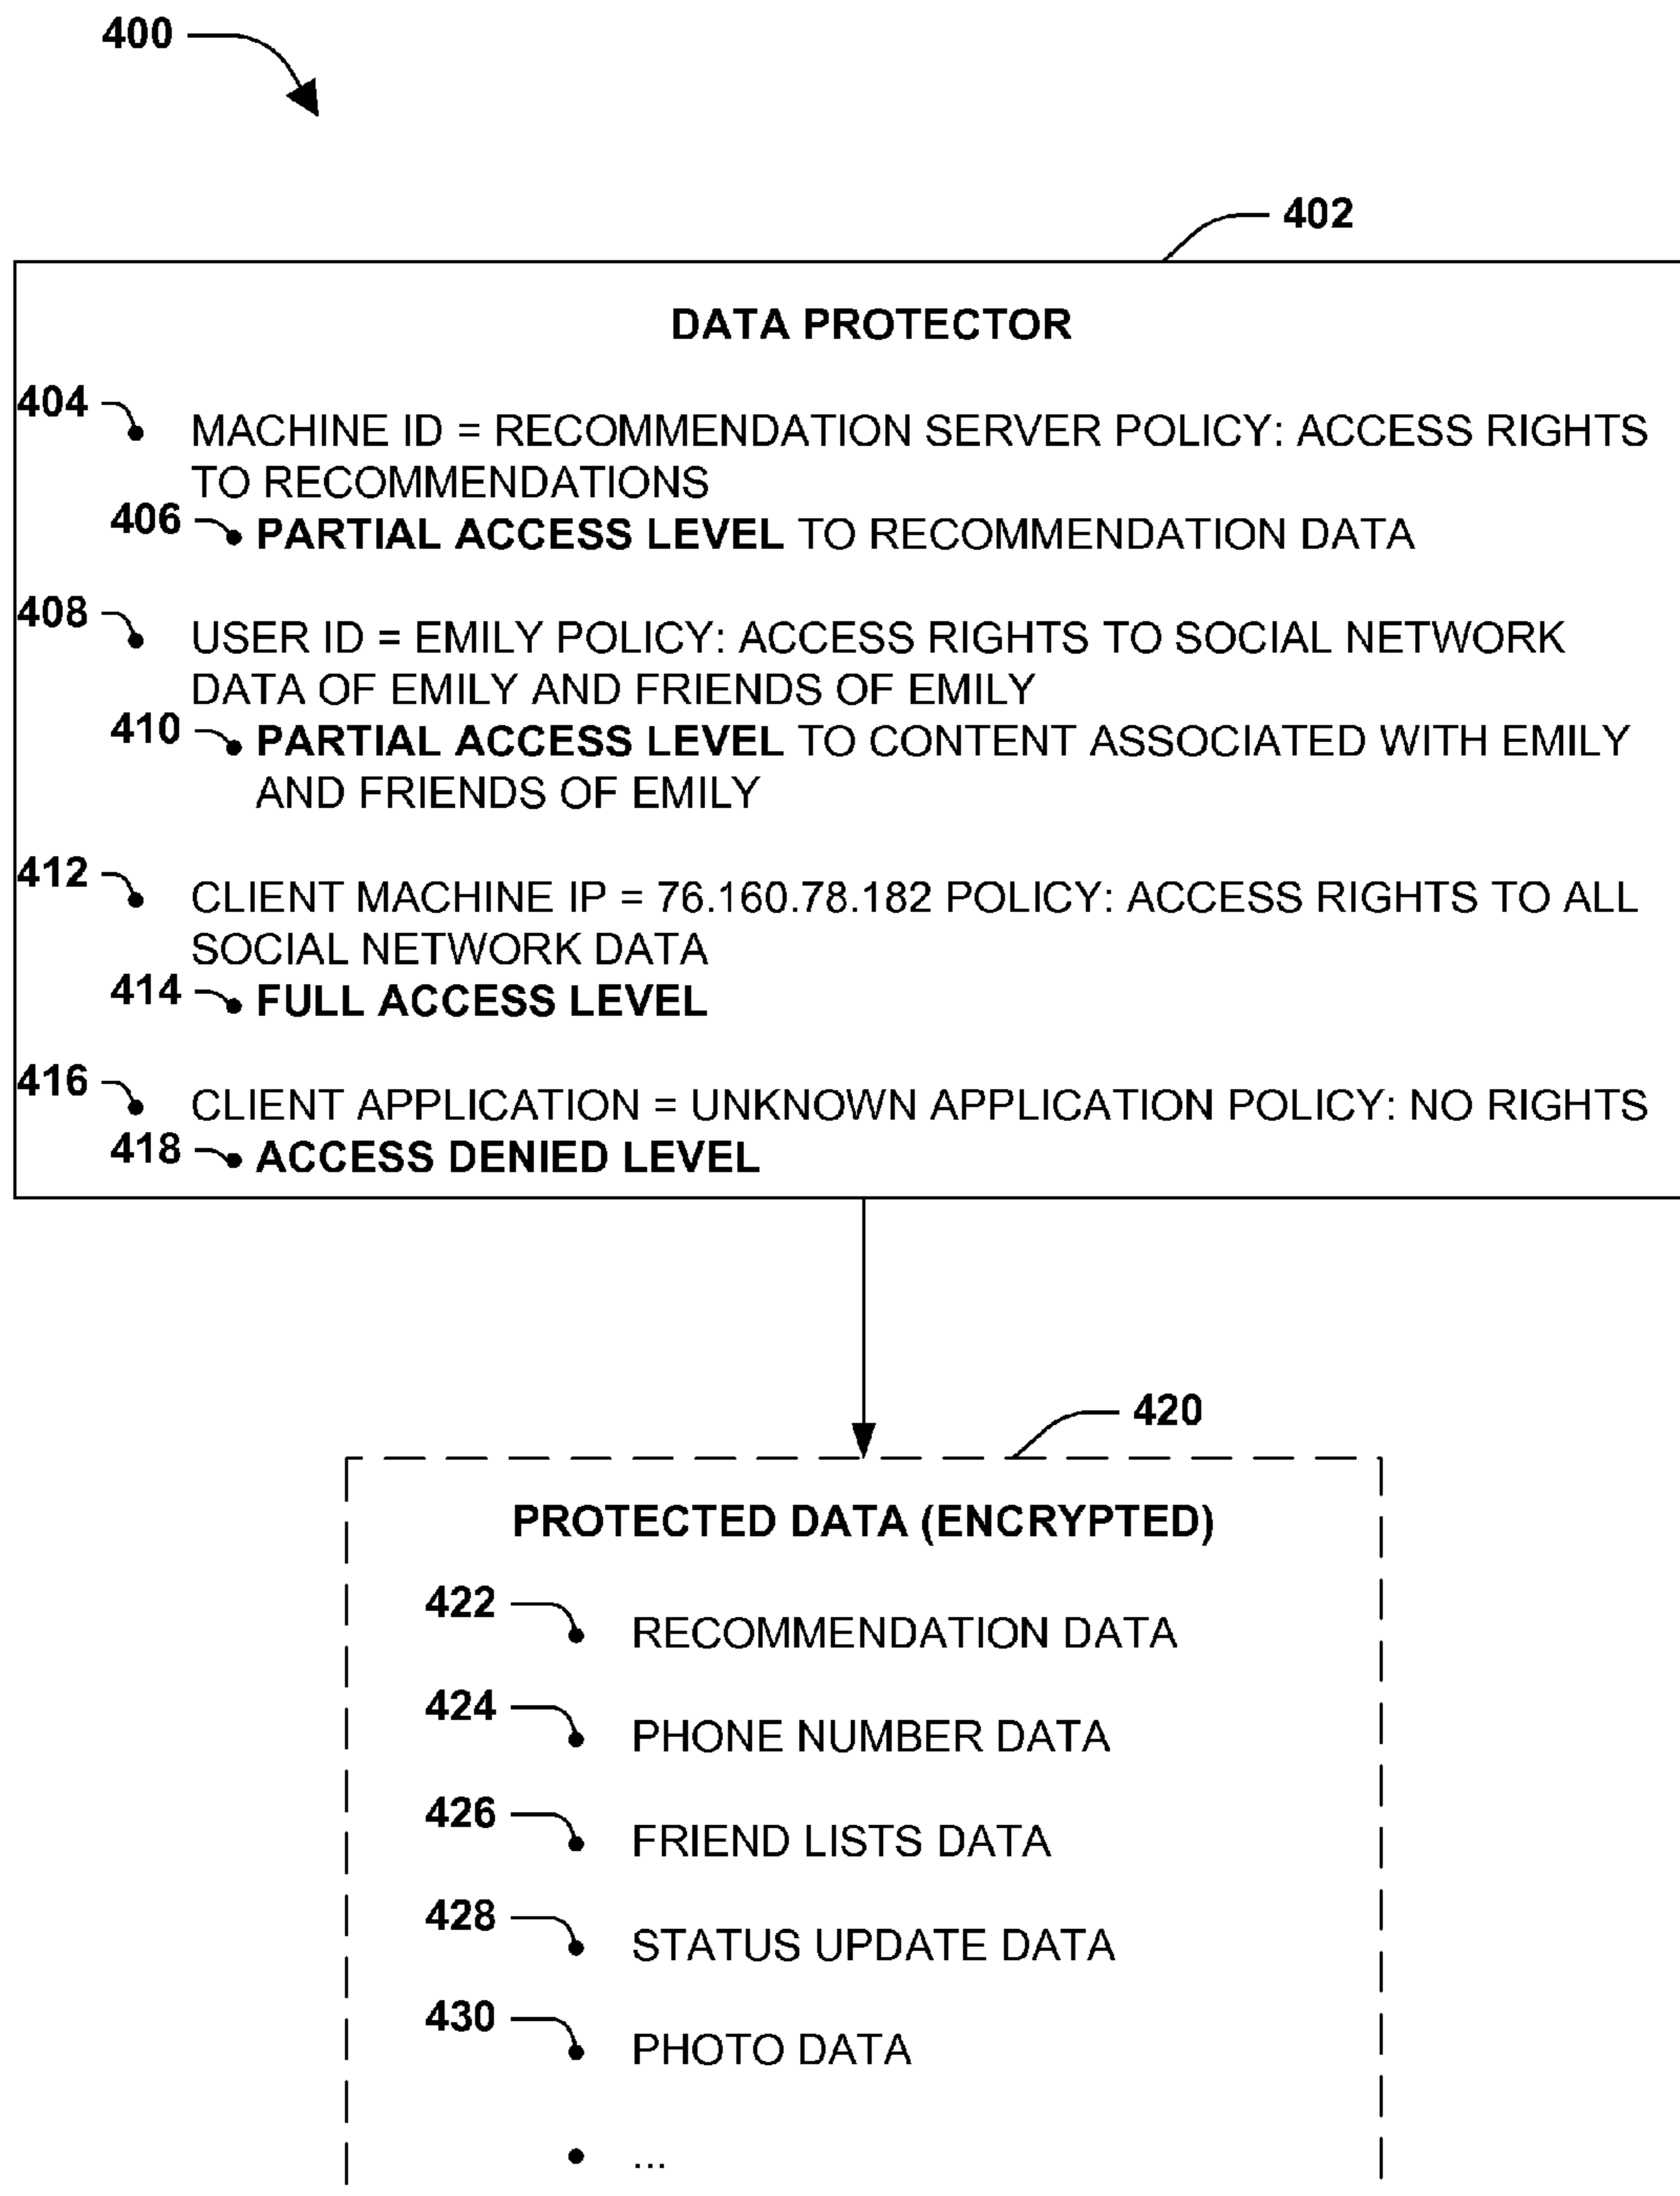 400
402
DATA PROTECTOR
404
MACHINE ID = RECOMMENDATION SERVER POLICY: ACCESS RIGHTS
TO RECOMMENDATIONS
406
PARTIAL ACCESS LEVEL TO RECOMMENDATION DATA
408
USER ID = EMILY POLICY: ACCESS RIGHTS TO SOCIAL NETWORK
DATA OF EMILY AND FRIENDS OF EMILY
410
PARTIAL ACCESS LEVEL TO CONTENT ASSOCIATED WITH EMILY
AND FRIENDS OF EMILY
412
CLIENT MACHINE IP = 76.160.78.182 POLICY: ACCESS RIGHTS TO ALL
SOCIAL NETWORK DATA
414
FULL ACCESS LEVEL
416
CLIENT APPLICATION = UNKNOWN APPLICATION POLICY: NO RIGHTS
418
ACCESS DENIED LEVEL
420
PROTECTED DATA (ENCRYPTED)
422
RECOMMENDATION DATA
424
PHONE NUMBER DATA
426
FRIEND LISTS DATA
428
STATUS UPDATE DATA
430
PHOTO DATA
...